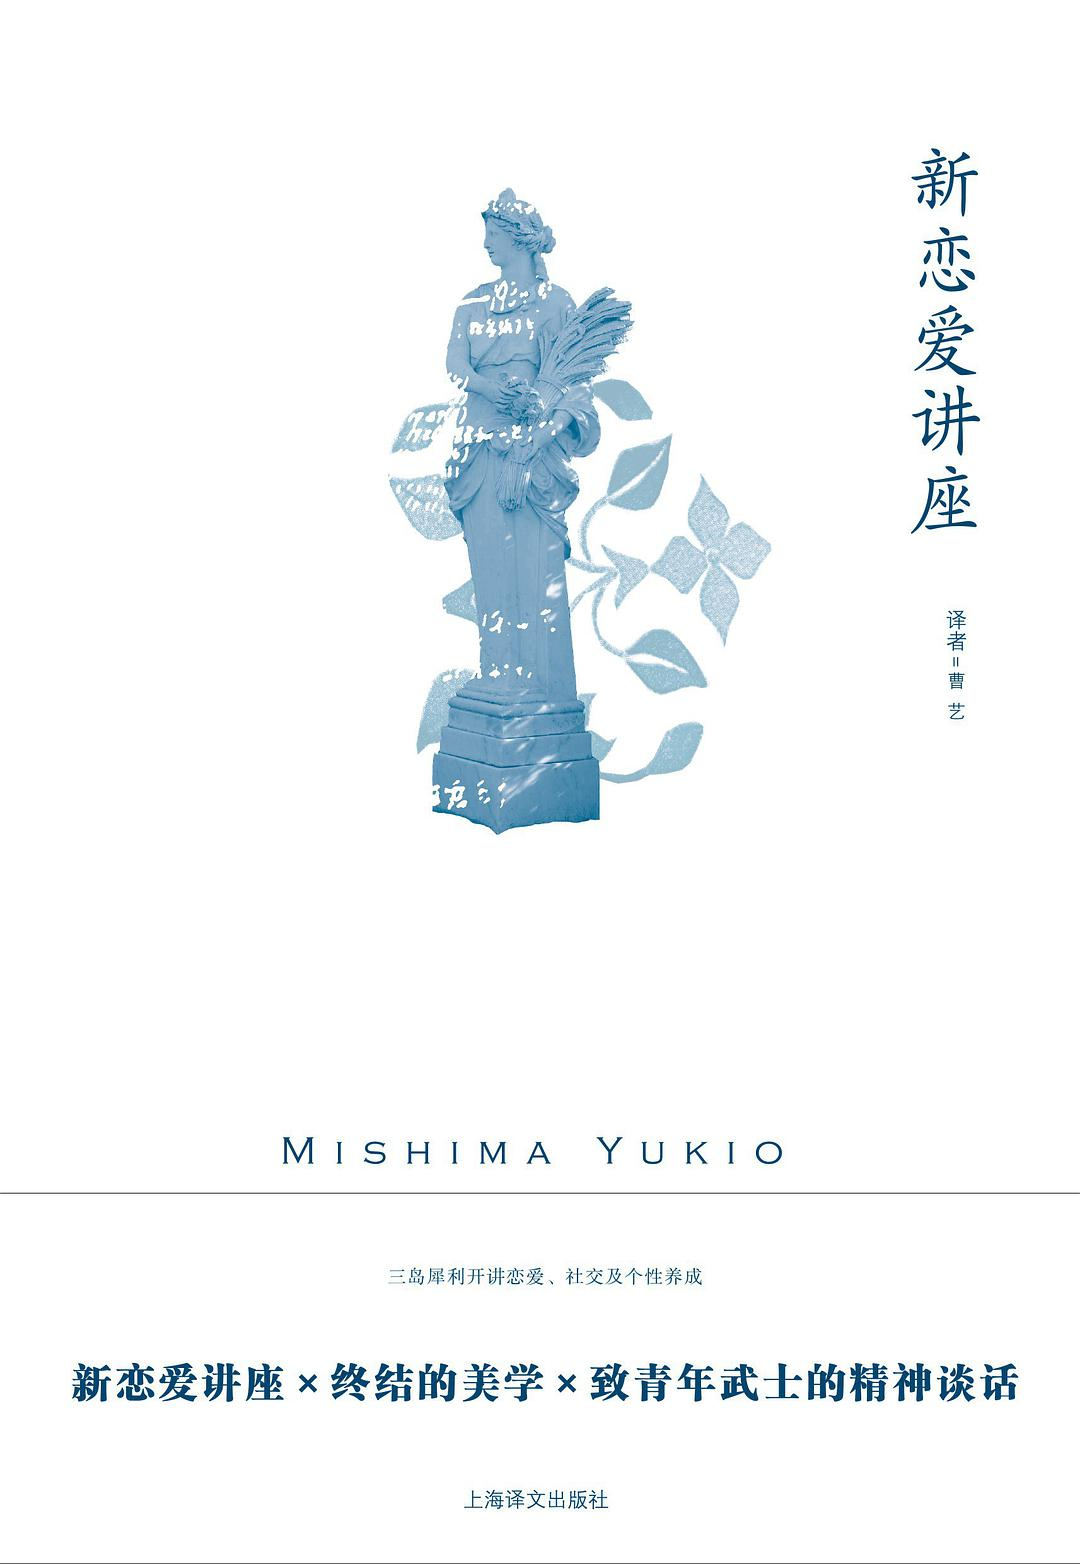 新恋爱讲座
译者=曹 艺
MISHIMA YUKIO
三岛犀利开讲恋爱、社交及个性养成
新恋爱讲座×终结的美学×致青年武士的精神谈话
上海译文出版社